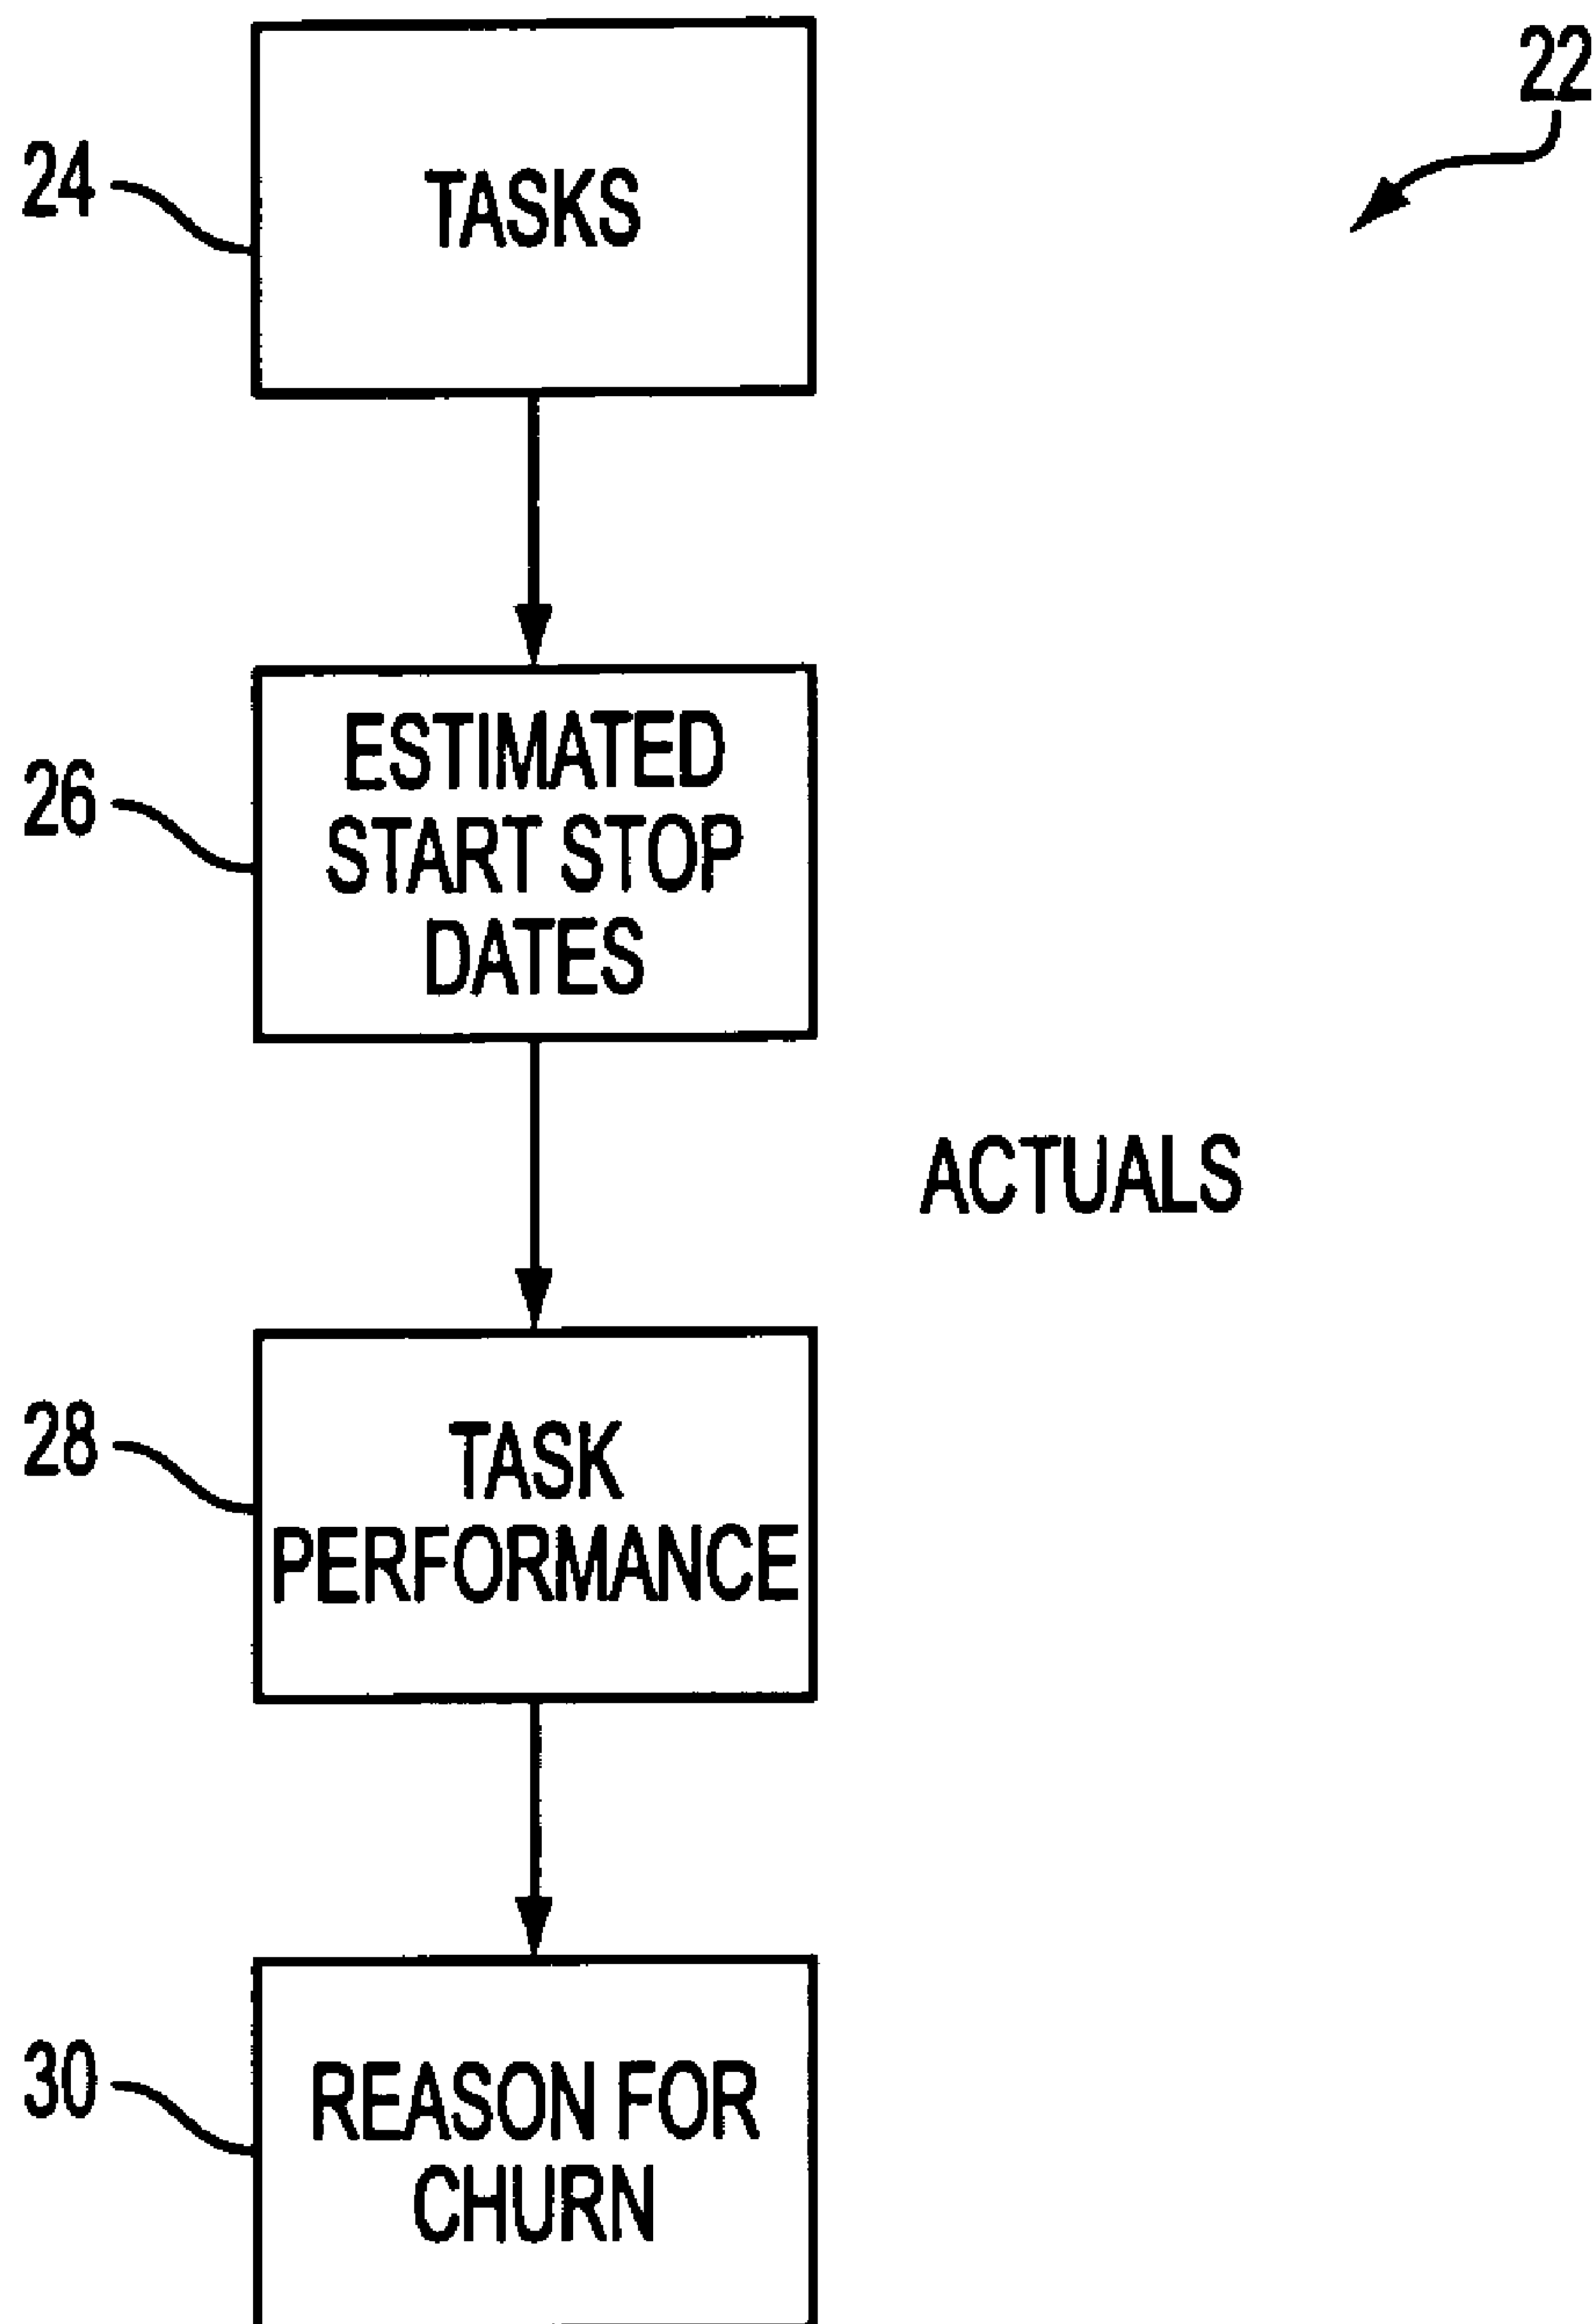 22
24
TASKS
26
ESTIMATED
START STOP
DATES
ACTUALS
28
TASK
PERFORMANCE
30
REASON FOR
CHURN